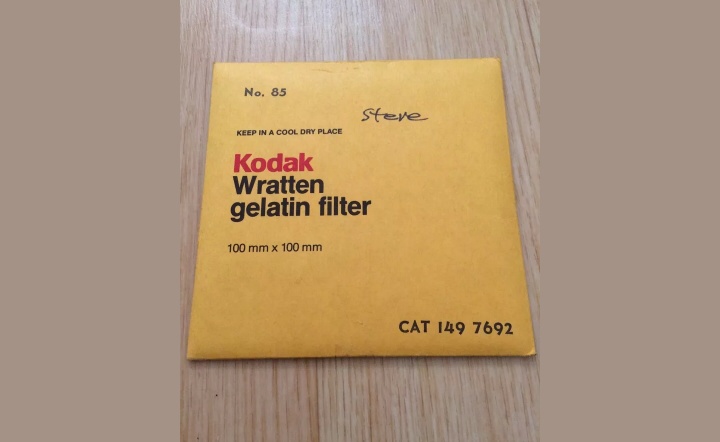 No. 85
Steve
KEEP IN A COOL DRY PLACE
Kodak
Wratten
gelatin filter
100 mm x 100 mm
CAT 149 7692